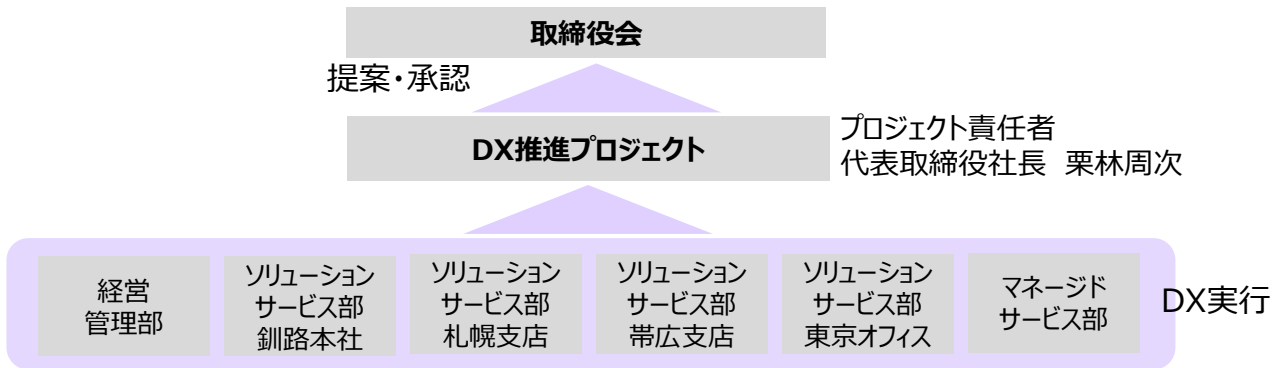 取締役会
提案・承認
DX推進プロジェクト
プロジェクト責任者
代表取締役社長　栗林周次
経営
管理部
ソリューション
サービス部
釧路本社
ソリューション
サービス部
札幌支店
ソリューション
サービス部
帯広支店
ソリューション
サービス部
東京オフィス
マネージド
サービス部
DX実行